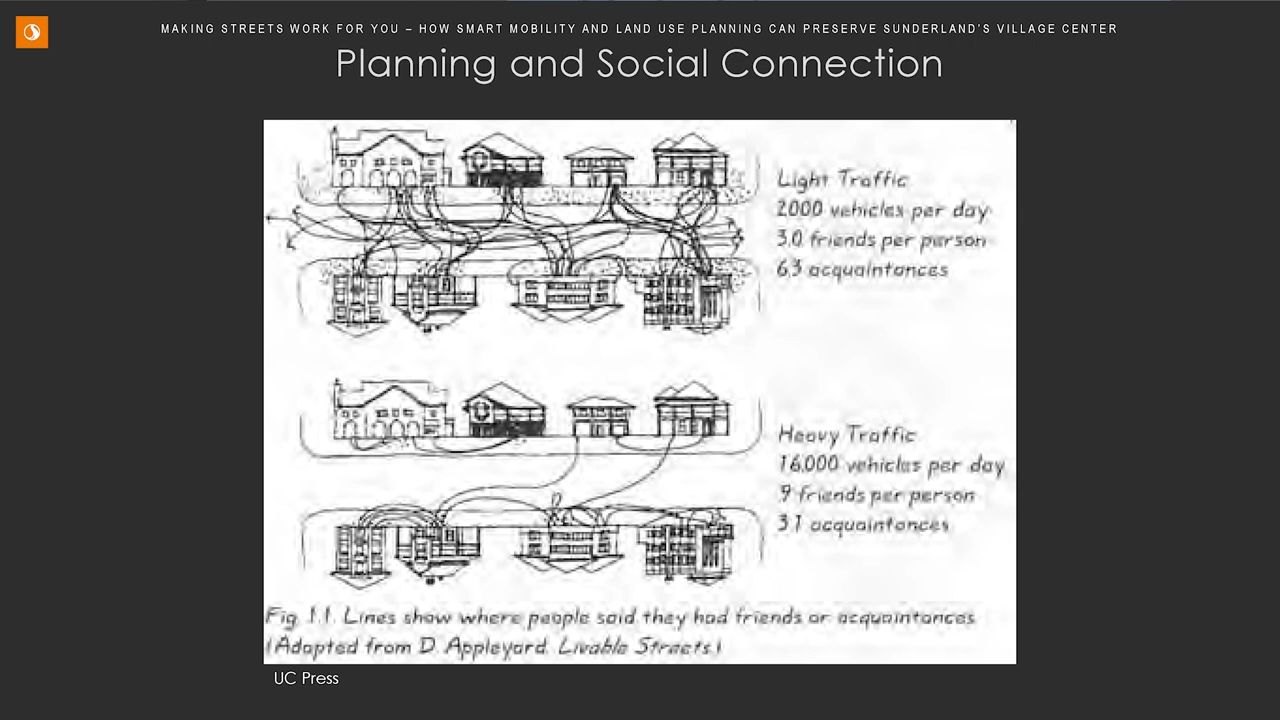 MAKING STREETS WORK FOR YOU – HOW SMART MOBILITY AND LAND USE PLANNING CAN PRESERVE SUNDERLAND'S VILLAGE CENTER
Planning and Social Connection
Light Traffic
2000 vehicles per day
3.0 friends per person
6.3 acquaintances
Heavy Traffic
16,000 vehicles per day
.9 friends per person
3.1 acquaintances
Fig. 1.1. Lines show where people said they had friends or acquaintances.
(Adapted from D. Appleyard. Livable Streets.)
UC Press